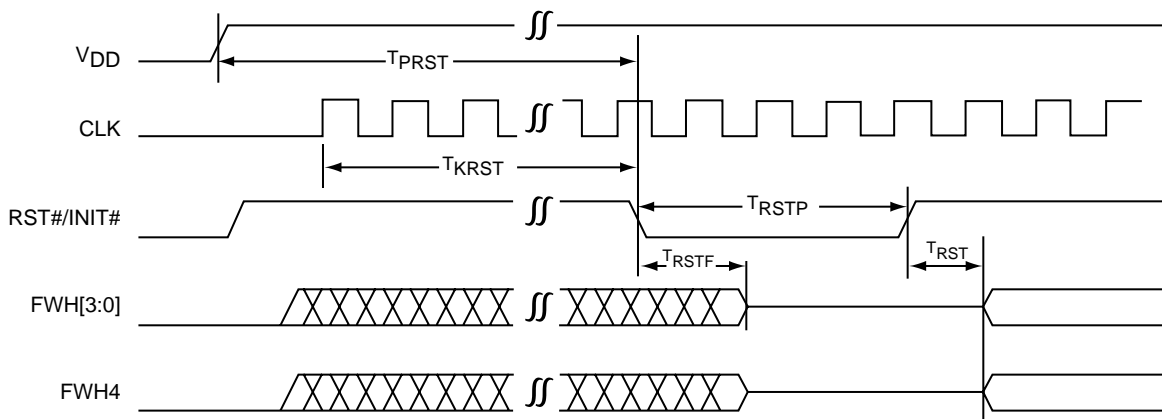 VDD
TPRST
CLK
TKRST
RST#/INIT#
TRSTP
TRSTF
TRST
FWH[3:0]
FWH4